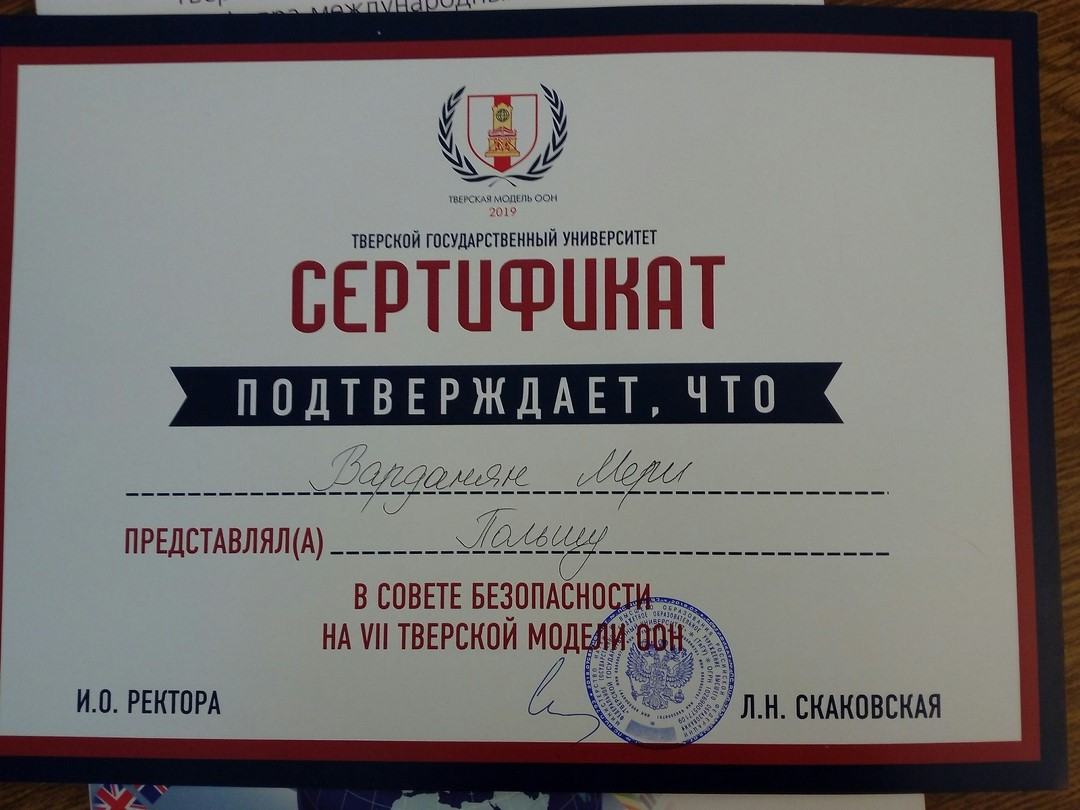 ТВЕРСКАЯ МОДЕЛЬ ООН
2019
ТВЕРСКОЙ ГОСУДАРСТВЕННЫЙ УНИВЕРСИТЕТ
СЕРТИФИКАТ
ПОДТВЕРЖДАЕТ, ЧТО
Варданян Мери
ПРЕДСТАВЛЯЛ(А) Польшу
В СОВЕТЕ БЕЗОПАСНОСТИ
НА VII ТВЕРСКОЙ МОДЕЛИ ООН
И.О. РЕКТОРА
Л.Н. СКАКОВСКАЯ